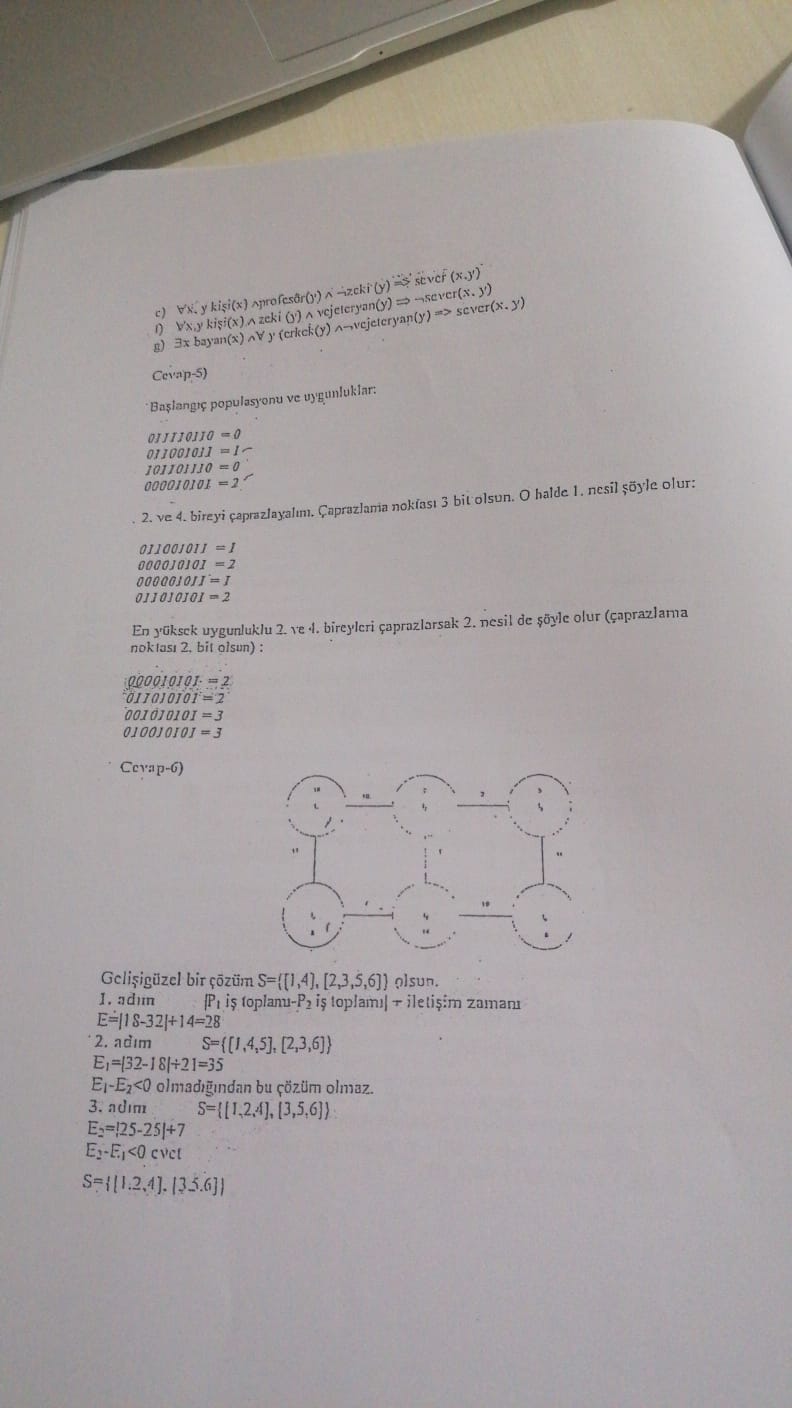 e) ∀x, y kişi(x) ∧profesör(y) ∧ ¬zeki (y) => sever (x,y)
f) ∀x,y kişi(x) ∧ zeki (y) ∧ vejeteryan(y) ⇒ ¬sever(x, y)
g) ∃x bayan(x) ∧∀ y (erkek(y) ∧¬vejeteryan(y) => sever(x, y)
Cevap-5)
Başlangıç populasyonu ve uygunluklar:
011110110 = 0
011001011 = 1
101101110 = 0
000010101 = 2
2. ve 4. bireyi çaprazlayalım. Çaprazlama noktası 3 bit olsun. O halde 1. nesil şöyle olur:
011001011 = 1
000010101 = 2
000001011 = 1
011010101 = 2
En yüksek uygunluklu 2. ve 4. bireyleri çaprazlarsak 2. nesil de şöyle olur (çaprazlama
noktası 2. bit olsun) :
000010101 = 2
011010101 = 2
001010101 = 3
010010101 = 3
Cevap-6)
Gelişigüzel bir çözüm S={[1,4], [2,3,5,6]} olsun.
1. adım |P1 iş toplamı-P2 iş toplamı| + iletişim zamanı
E=|18-32|+14=28
2. adım S={[1,4,5], [2,3,6]}
E1=|32-18|+21=35
E1-E2<0 olmadığından bu çözüm olmaz.
3. adım S={[1,2,4], [3,5,6]}
E2=|25-25|+7
E2-E1<0 evet
S={[1,2,4], [3,5,6]}